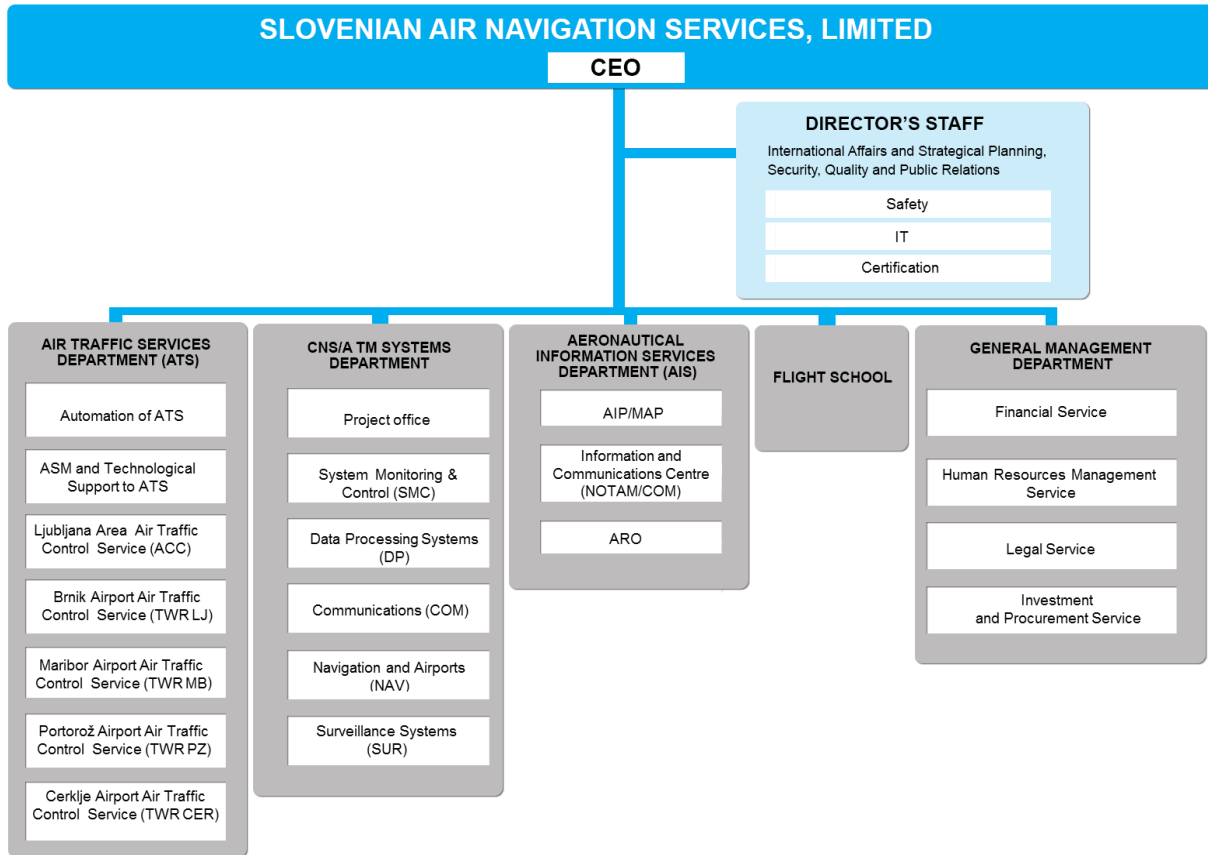 SLOVENIAN AIR NAVIGATION SERVICES, LIMITED
CEO
DIRECTOR'S STAFF
International Affairs and Strategical Planning,
Security, Quality and Public Relations
Safety
IT
Certification
AIR TRAFFIC SERVICES
DEPARTMENT (ATS)
Automation of ATS
ASM and Technological
Support to ATS
Ljubljana Area Air Traffic
Control Service (ACC)
Brnik Airport Air Traffic
Control Service (TWR LJ)
Maribor Airport Air Traffic
Control Service (TWR MB)
Portorož Airport Air Traffic
Control Service (TWR PZ)
Cerklje Airport Air Traffic
Control Service (TWR CER)
CNS/A TM SYSTEMS
DEPARTMENT
Project office
System Monitoring &
Control (SMC)
Data Processing Systems
(DP)
Communications (COM)
Navigation and Airports
(NAV)
Surveillance Systems
(SUR)
AERONAUTICAL
INFORMATION SERVICES
DEPARTMENT (AIS)
AIP/MAP
Information and
Communications Centre
(NOTAM/COM)
ARO
FLIGHT SCHOOL
GENERAL MANAGEMENT
DEPARTMENT
Financial Service
Human Resources Management
Service
Legal Service
Investment
and Procurement Service